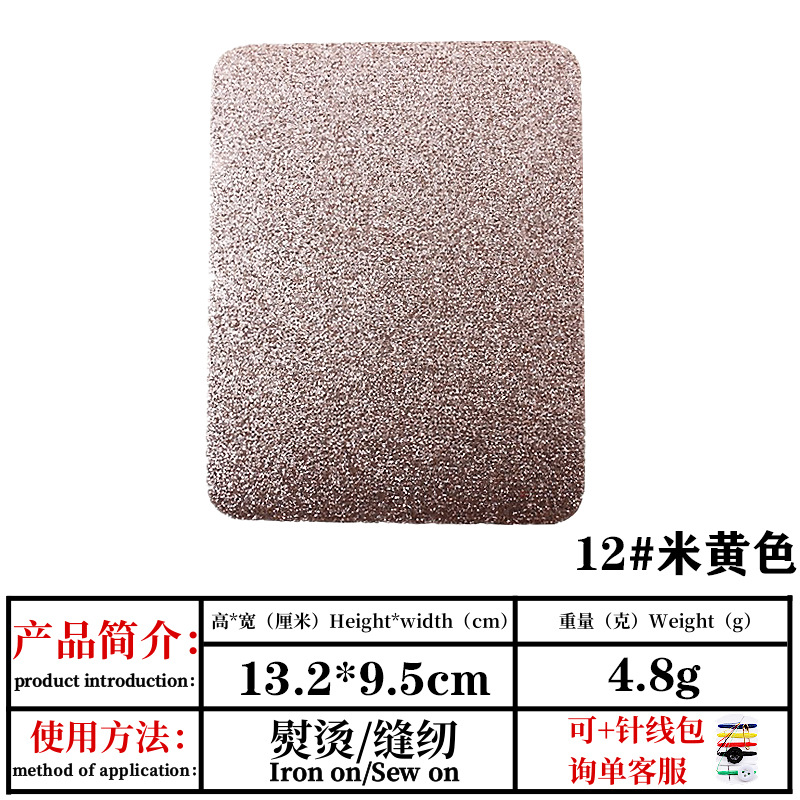 12#米黄色
产品简介：
product introduction:
高*宽（厘米）Height*width（cm）
重量（克）Weight（g）
13.2*9.5cm
4.8g
使用方法：
method of application:
熨烫/缝纫
Iron on/Sew on
可+针线包
询单客服